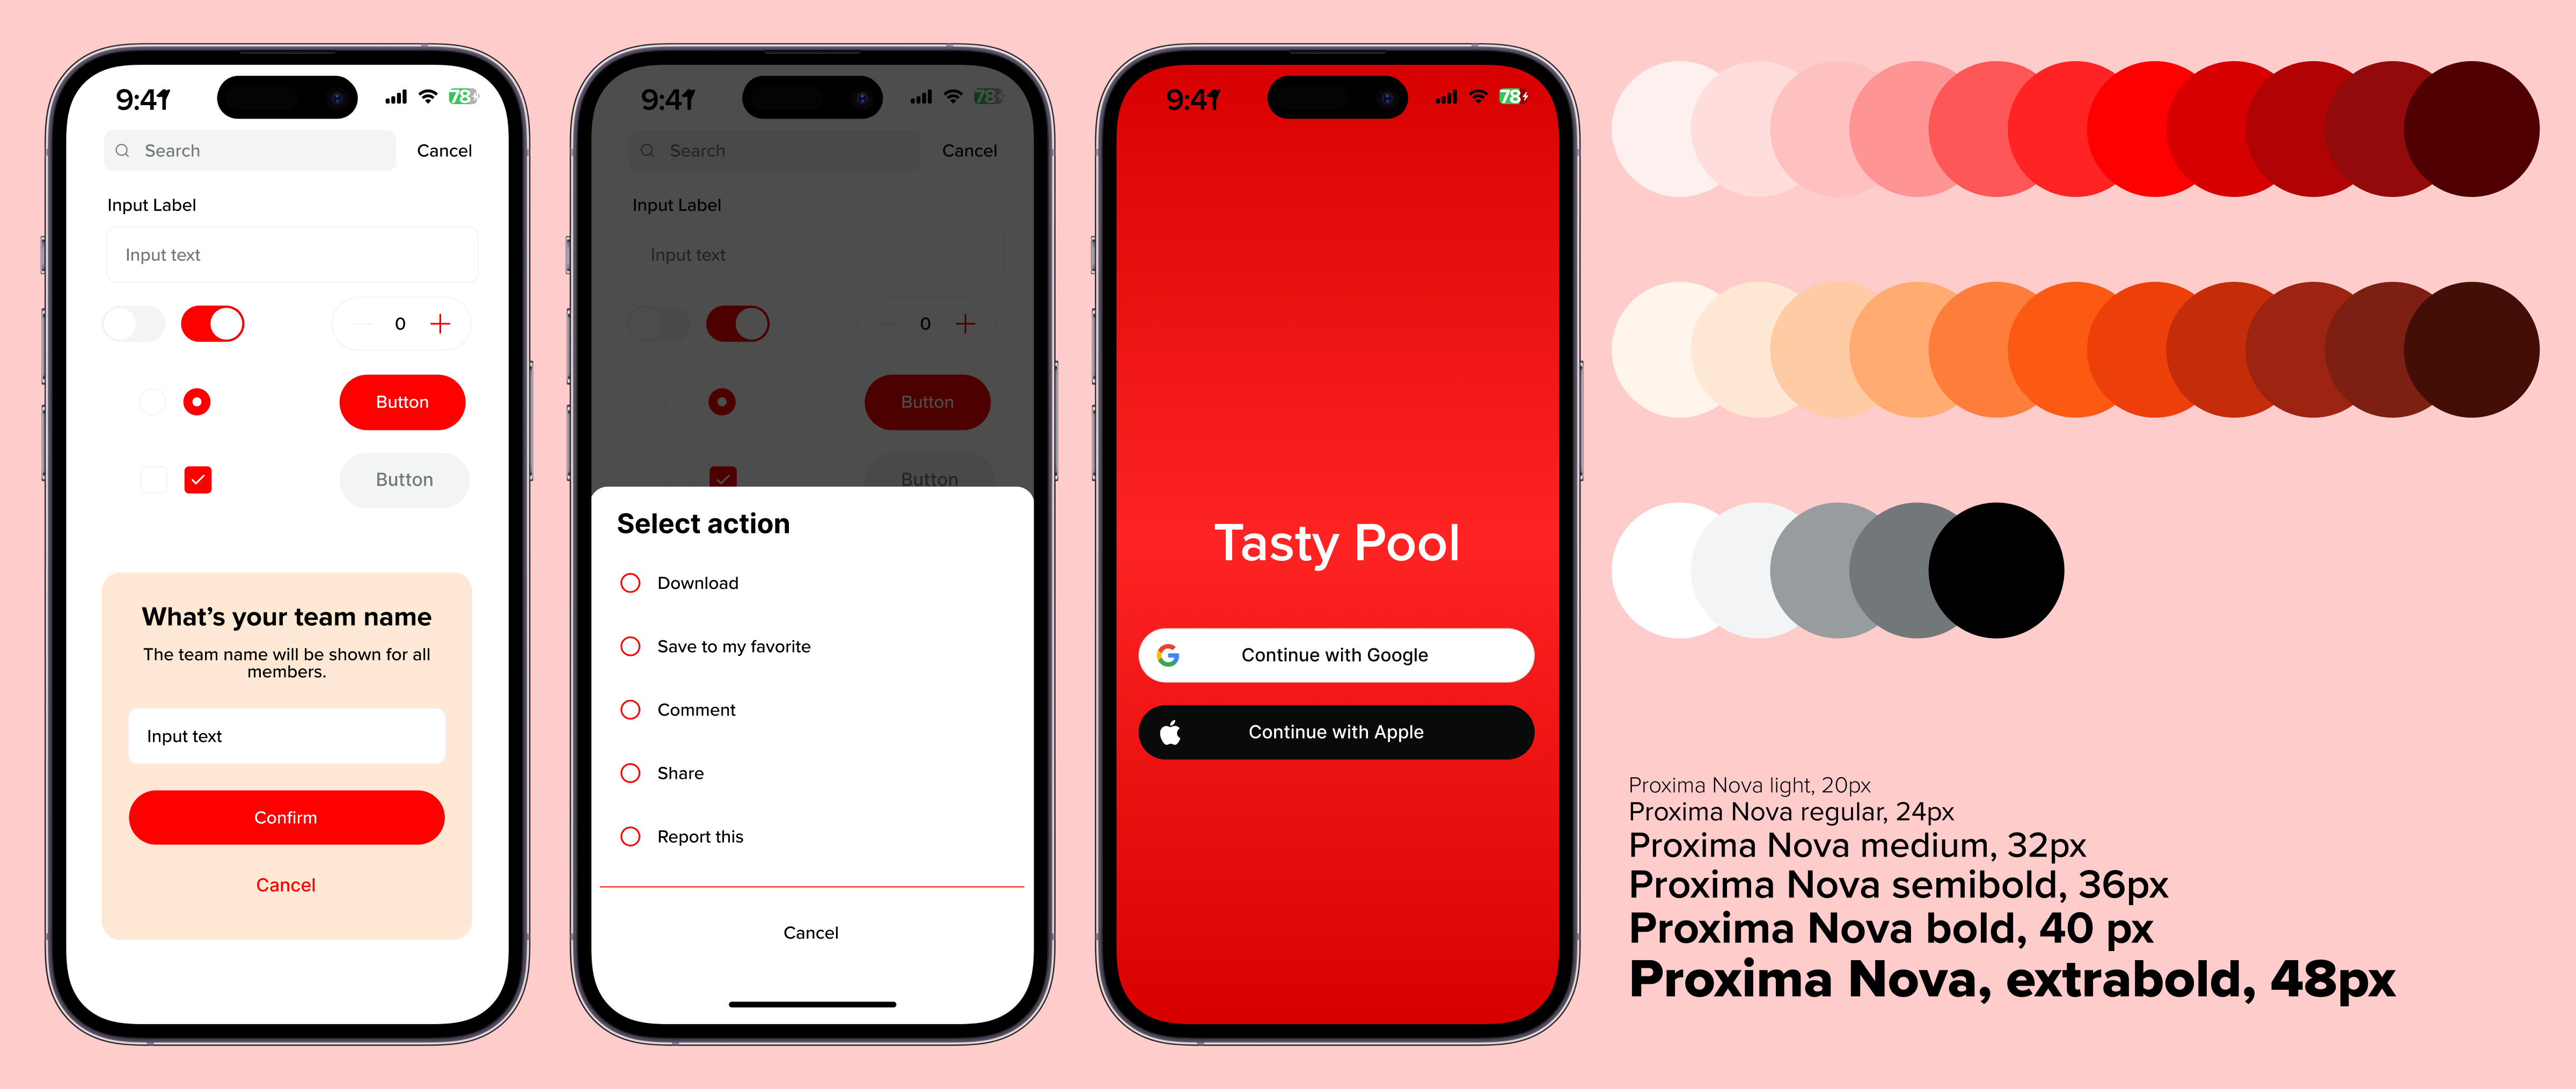 9:41
78
Search
Cancel
Input Label
Input text
0
Button
Button
What's your team name
The team name will be shown for all
members.
Input text
Confirm
Cancel
9:41
78
Search
Cancel
Input Label
Input text
0
Button
Button
Select action
Download
Save to my favorite
Comment
Share
Report this
Cancel
9:41
78
Tasty Pool
Continue with Google
Continue with Apple
Proxima Nova light, 20px
Proxima Nova regular, 24px
Proxima Nova medium, 32px
Proxima Nova semibold, 36px
Proxima Nova bold, 40 px
Proxima Nova, extrabold, 48px